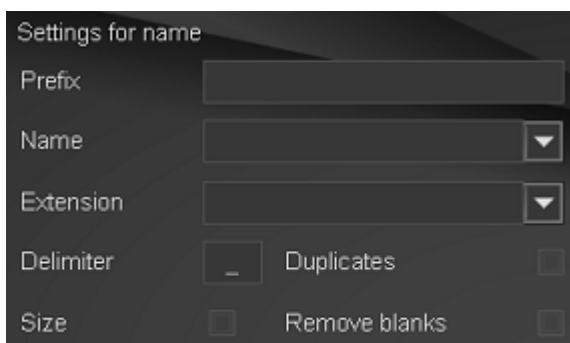 Settings for name
Prefix
Name
Extension
Delimiter _ Duplicates
Size Remove blanks